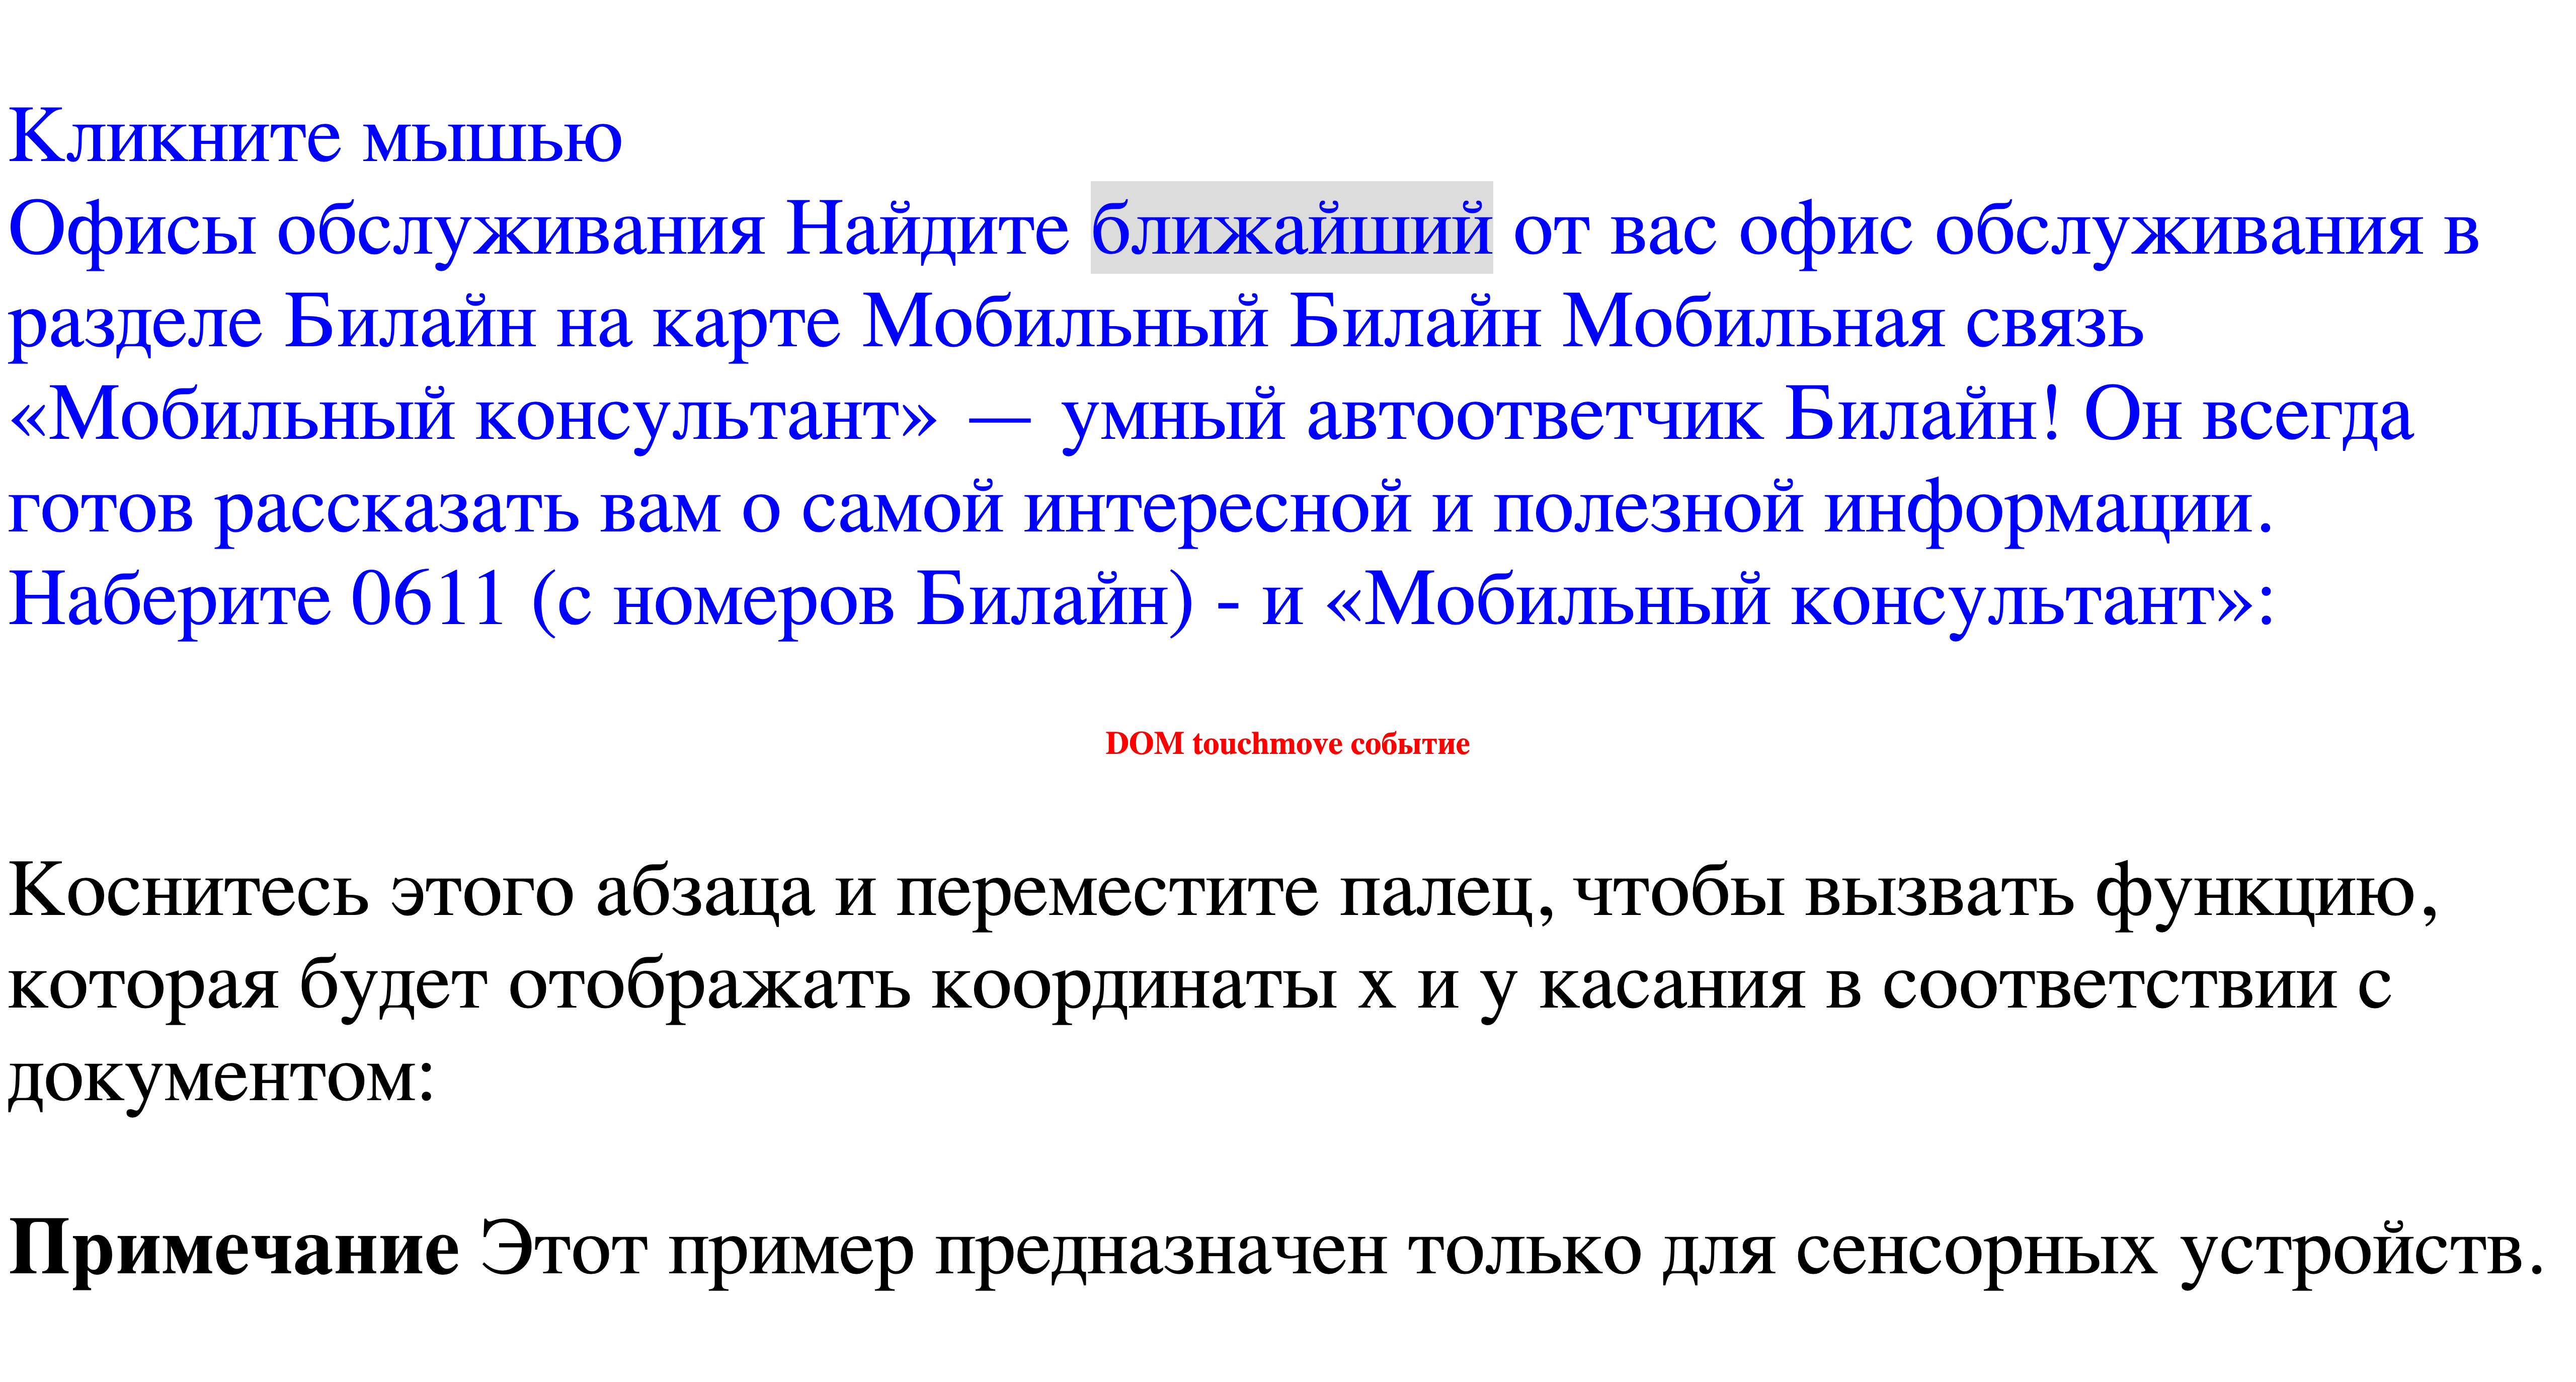 Кликните мышью
Офисы обслуживания Найдите ближайший от вас офис обслуживания в
разделе Билайн на карте Мобильный Билайн Мобильная связь
«Мобильный консультант» — умный автоответчик Билайн! Он всегда
готов рассказать вам о самой интересной и полезной информации.
Наберите 0611 (с номеров Билайн) - и «Мобильный консультант»:
DOM touchmove событие
Коснитесь этого абзаца и переместите палец, чтобы вызвать функцию,
которая будет отображать координаты x и y касания в соответствии с
документом:
Примечание Этот пример предназначен только для сенсорных устройств.